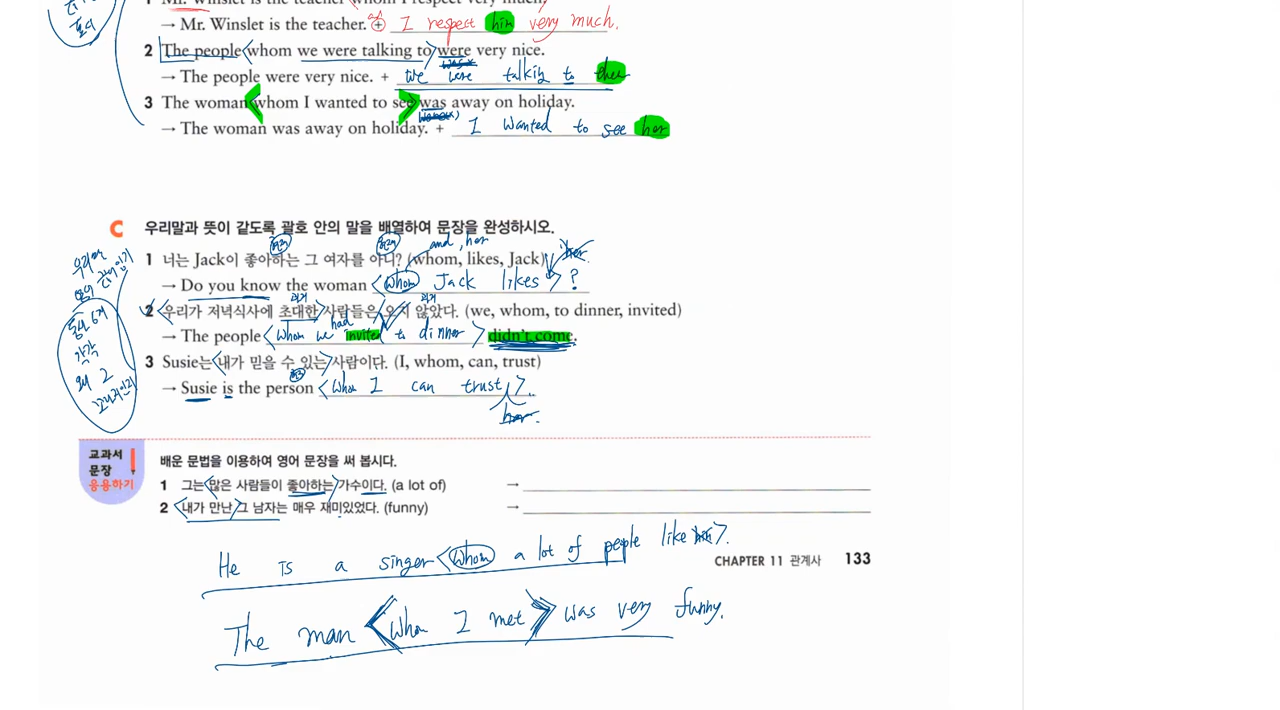 1 Mr. Winslet is the teacher whom I respect very much.
→ Mr. Winslet is the teacher. + I respect him very much.
2 The people <whom we were talking to> were very nice.
→ The people were very nice. + We were talking to them
3 The woman <whom I wanted to see> was away on holiday.
→ The woman was away on holiday. + I wanted to see her
C 우리말과 뜻이 같도록 괄호 안의 말을 배열하여 문장을 완성하시오.
and, her
1 너는 Jack이 좋아하는 그 여자를 아니? (whom, likes, Jack) her.
→ Do you know the woman <whom Jack likes> ?
과거 과거
2 <우리가 저녁식사에 초대한> 사람들은 오지 않았다. (we, whom, to dinner, invited)
had
→ The people <whom we invited to dinner> didn't come.
3 Susie는 <내가 믿을 수 있는> 사람이다. (I, whom, can, trust)
→ Susie is the person <whom I can trust>.
her.
교과서
문장
응용하기
배운 문법을 이용하여 영어 문장을 써 봅시다.
1 그는 <많은 사람들이 좋아하는> 가수이다. (a lot of) →
2 <내가 만난> 그 남자는 매우 재미있었다. (funny) →
He is a singer <whom a lot of people like him>.
CHAPTER 11 관계사 133
The man <whom I met> was very funny.